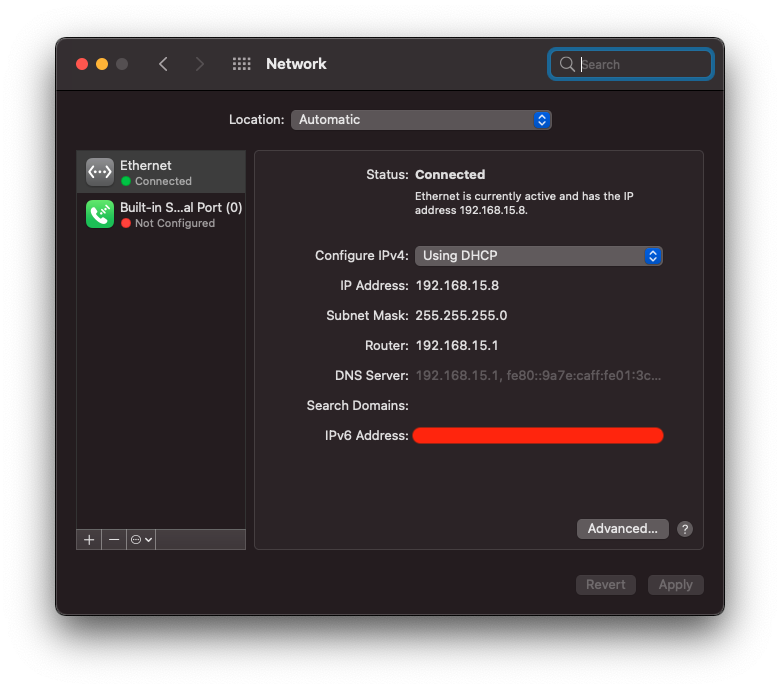 Network
Search
Location: Automatic
Ethernet
Connected
Built-in S...al Port (0)
Not Configured
Status: Connected
Ethernet is currently active and has the IP
address 192.168.15.8.
Configure IPv4: Using DHCP
IP Address: 192.168.15.8
Subnet Mask: 255.255.255.0
Router: 192.168.15.1
DNS Server: 192.168.15.1, fe80::9a7e:caff:fe01:3c...
Search Domains:
IPv6 Address:
Advanced...
?
Revert
Apply